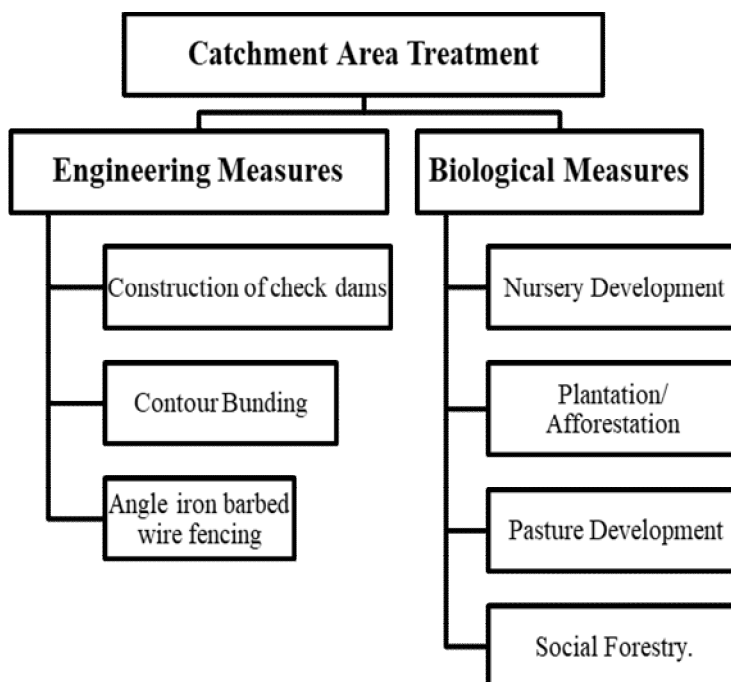 Catchment Area Treatment
Engineering Measures
Construction of check dams
Contour Bunding
Angle iron barbed
wire fencing
Biological Measures
Nursery Development
Plantation/
Afforestation
Pasture Development
Social Forestry.